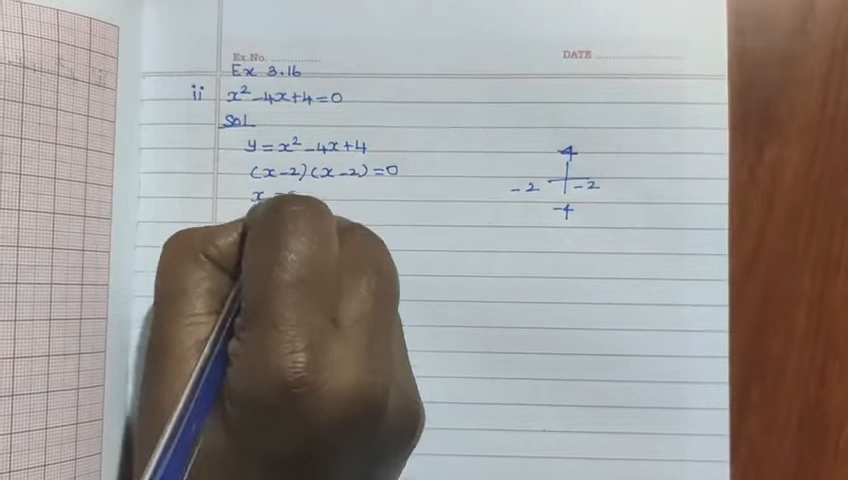 Ex.No. ............... DATE ........................
Ex 3.16
ii x² - 4x + 4 = 0
Sol
y = x² - 4x + 4
(x - 2) (x - 2) = 0
x =
4
- 2 - 2
-4